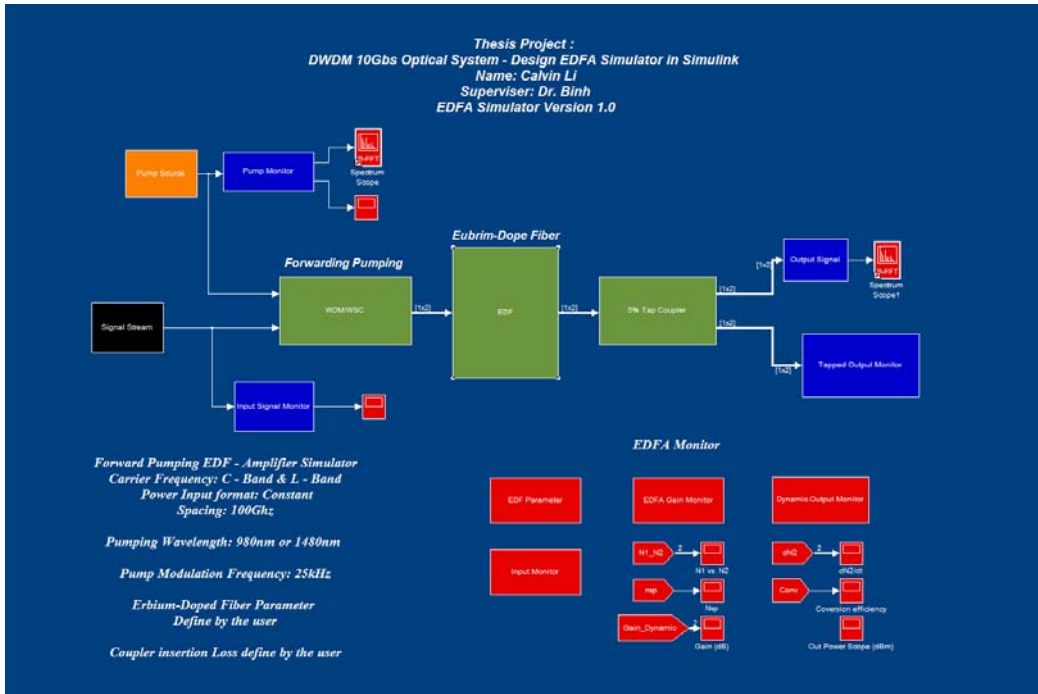 Thesis Project :
DWDM 10Gbs Optical System - Design EDFA Simulator in Simulink
Name: Calvin Li
Superviser: Dr. Binh
EDFA Simulator Version 1.0
Pump Source
Pump Monitor
B-FFT
Spectrum
Scope
Eubrim-Dope Fiber
Forwarding Pumping
Signal Stream
WDM/WSC
[1x2]
EDF
[1x2]
5% Tap Coupler
[1x2]
[1x2]
[1x2]
[1x2]
Output Signal
B-FFT
Spectrum
Scope1
Tapped Output Monitor
Input Signal Monitor
Forward Pumping EDF - Amplifier Simulator
Carrier Frequency: C - Band & L - Band
Power Input format: Constant
Spacing: 100Ghz
Pumping Wavelength: 980nm or 1480nm
Pump Modulation Frequency: 25kHz
Erbium-Doped Fiber Parameter
Define by the user
Coupler insertion Loss define by the user
EDFA Monitor
EDF Parameter
EDFA Gain Monitor
Dynamic Output Monitor
Input Monitor
N1_N2
2
N1 vs. N2
nsp
Nsp
Gain_Dynamic
2
Gain (dB)
dN2
2
dN2/dt
Conv
Coversion efficiency
Out Power Scope (dBm)